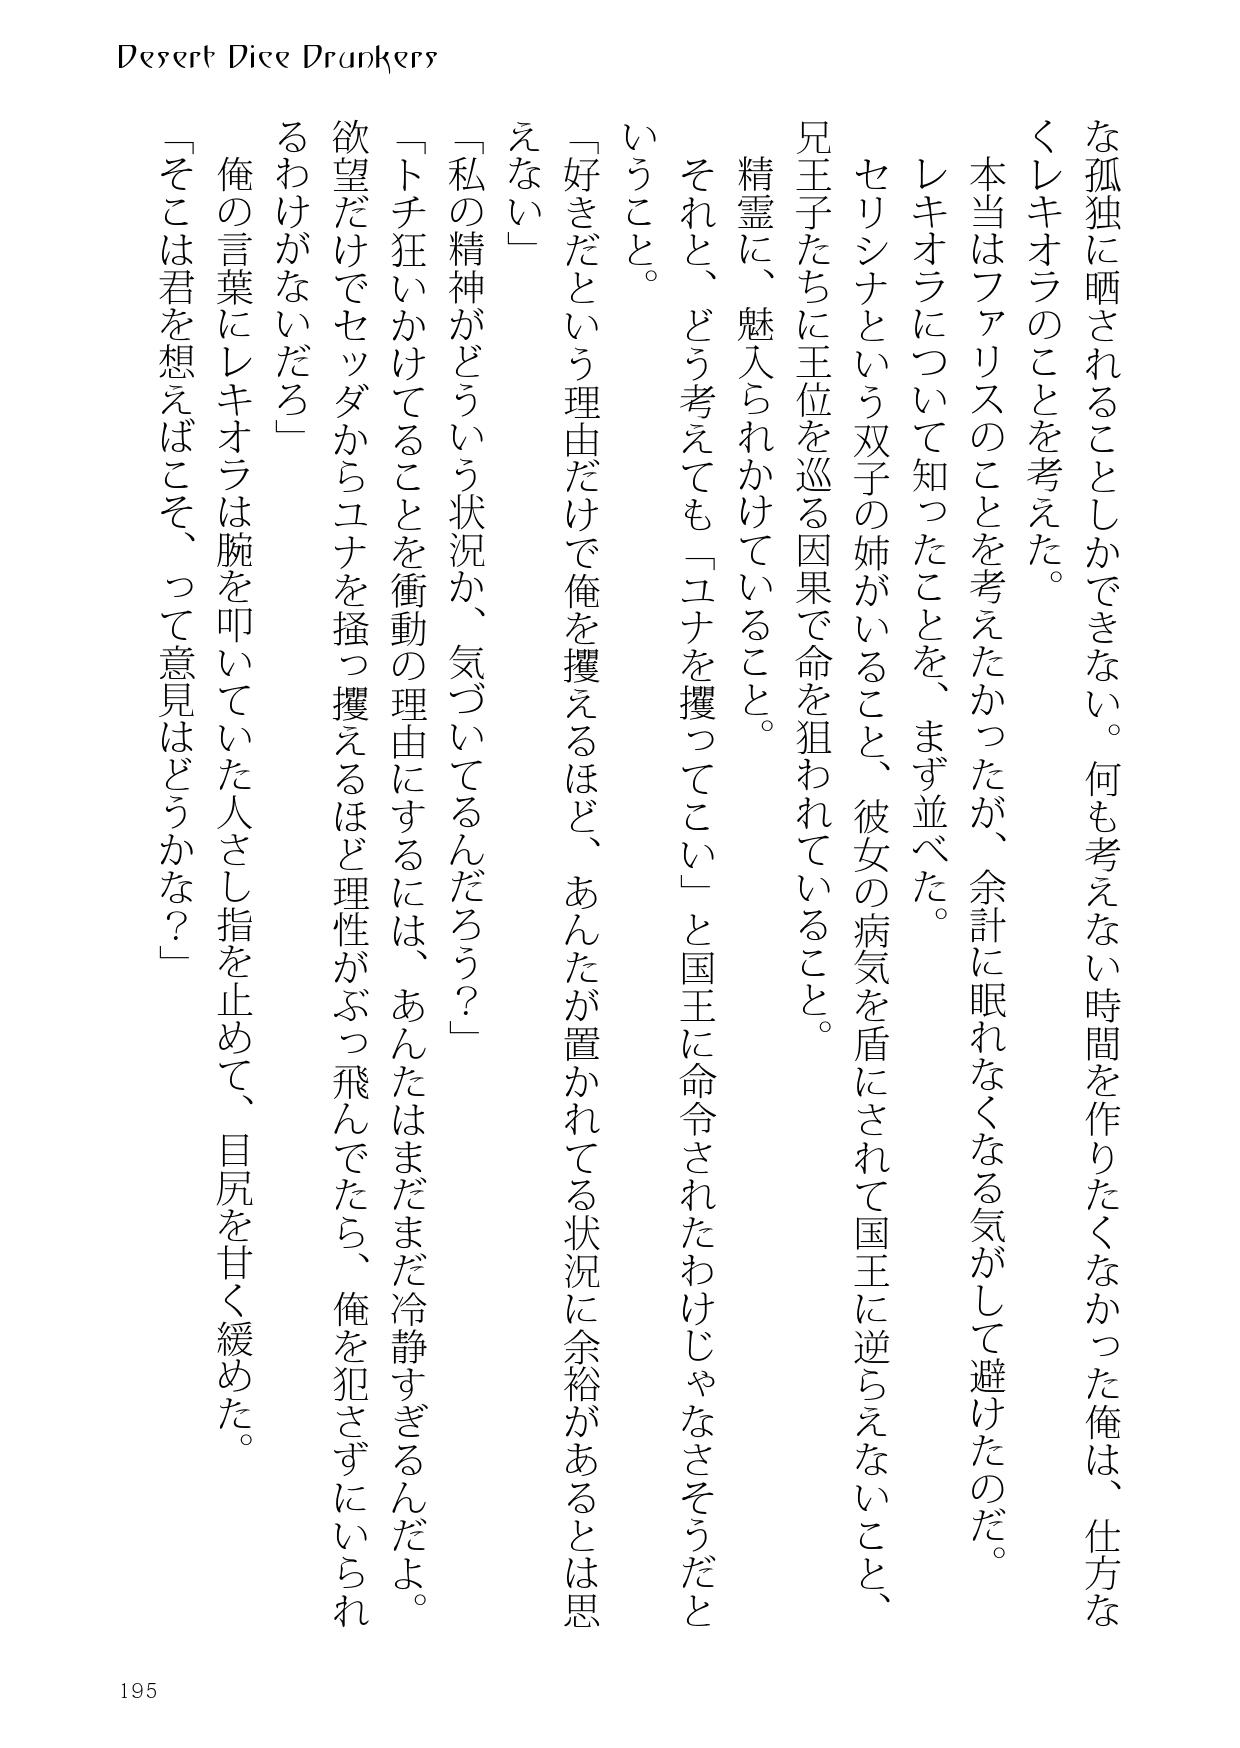 Desert Dice Drunkers
な孤独に晒されることしかできない。何も考えない時間を作りたくなかった俺は、仕方な
くレキオラのことを考えた。
本当はファリスのことを考えたかったが、余計に眠れなくなる気がして避けたのだ。
レキオラについて知ったことを、まず並べた。
セリシナという双子の姉がいること、彼女の病気を盾にされて国王に逆らえないこと、
兄王子たちに王位を巡る因果で命を狙われていること。
精霊に、魅入られかけていること。
それと、どう考えても「ユナを攫ってこい」と国王に命令されたわけじゃなさそうだと
いうこと。
「好きだという理由だけで俺を攫えるほど、あんたが置かれてる状況に余裕があるとは思
えない」
「私の精神がどういう状況か、気づいてるんだろう？」
「トチ狂いかけてることを衝動の理由にするには、あんたはまだまだ冷静すぎるんだよ。
欲望だけでセッダからユナを掻っ攫えるほど理性がぶっ飛んでたら、俺を犯さずにいられ
るわけがないだろ」
俺の言葉にレキオラは腕を叩いていた人さし指を止めて、目尻を甘く緩めた。
「そこは君を想えばこそ、って意見はどうかな？」
195